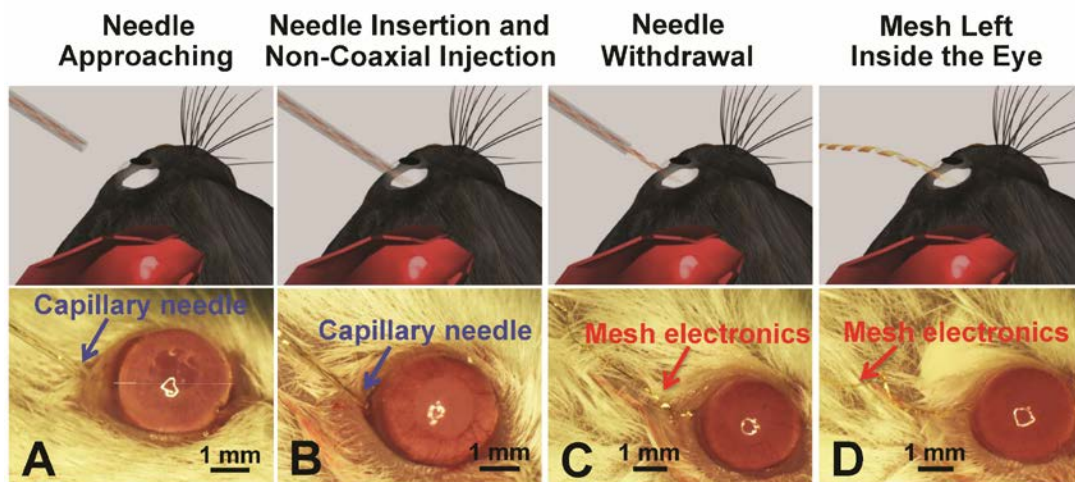 Needle
Approaching
Needle Insertion and
Non-Coaxial Injection
Needle
Withdrawal
Mesh Left
Inside the Eye
Capillary needle
A
1 mm
Capillary needle
B
1 mm
Mesh electronics
C
1 mm
Mesh electronics
D
1 mm